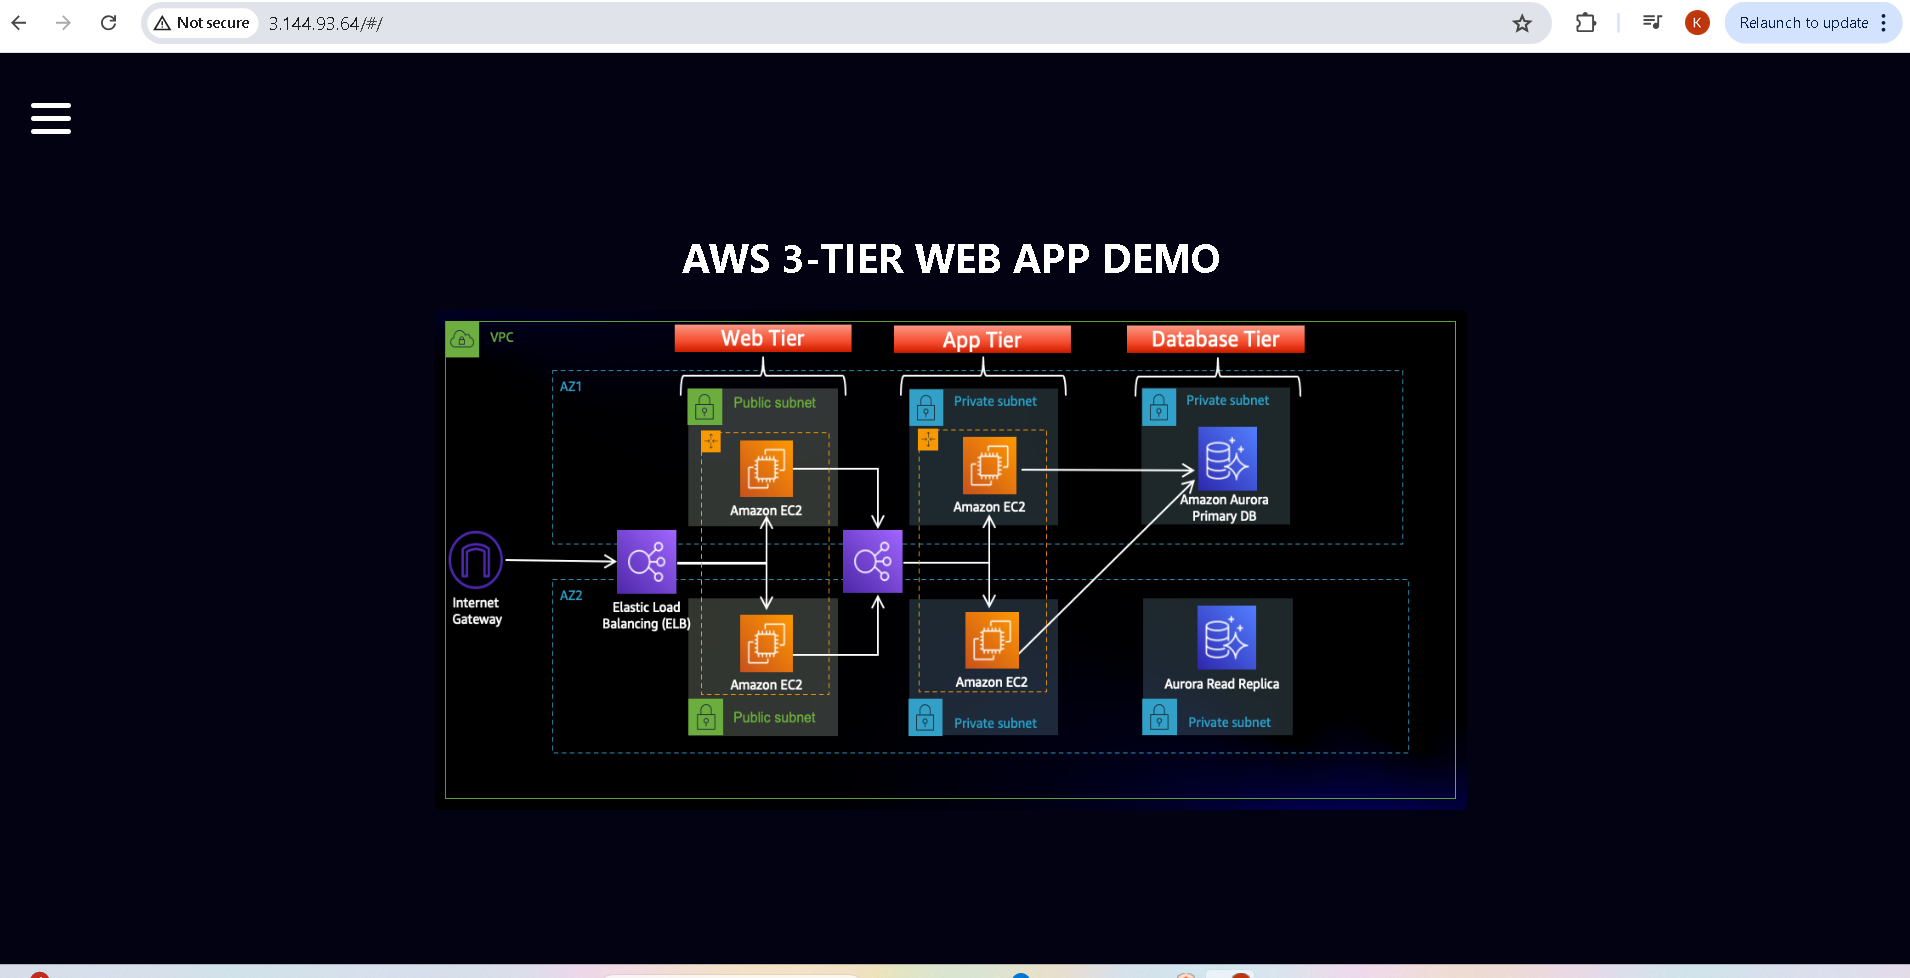 Not secure
3.144.93.64/#/
K
Relaunch to update
AWS 3-TIER WEB APP DEMO
VPC
Web Tier
App Tier
Database Tier
AZ1
Public subnet
Private subnet
Private subnet
Amazon EC2
Amazon EC2
Amazon Aurora
Primary DB
Internet
Gateway
Elastic Load
Balancing (ELB)
AZ2
Amazon EC2
Amazon EC2
Aurora Read Replica
Public subnet
Private subnet
Private subnet